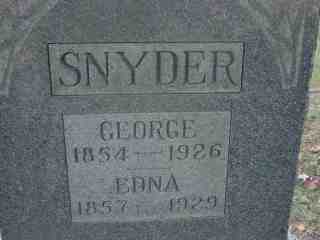 SNYDER
GEORGE
1854 — 1926
EDNA
1857 — 1929